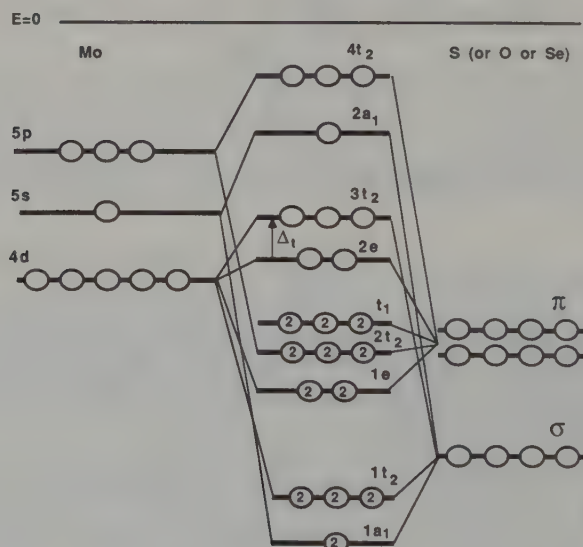 E=0
Mo
S (or O or Se)
4t2
5p
2a1
5s
3t2
4d
Δt
2e
t1
2 2 2
π
2t2
2 2 2
1e
2 2
σ
1t2
2 2 2
1a1
2